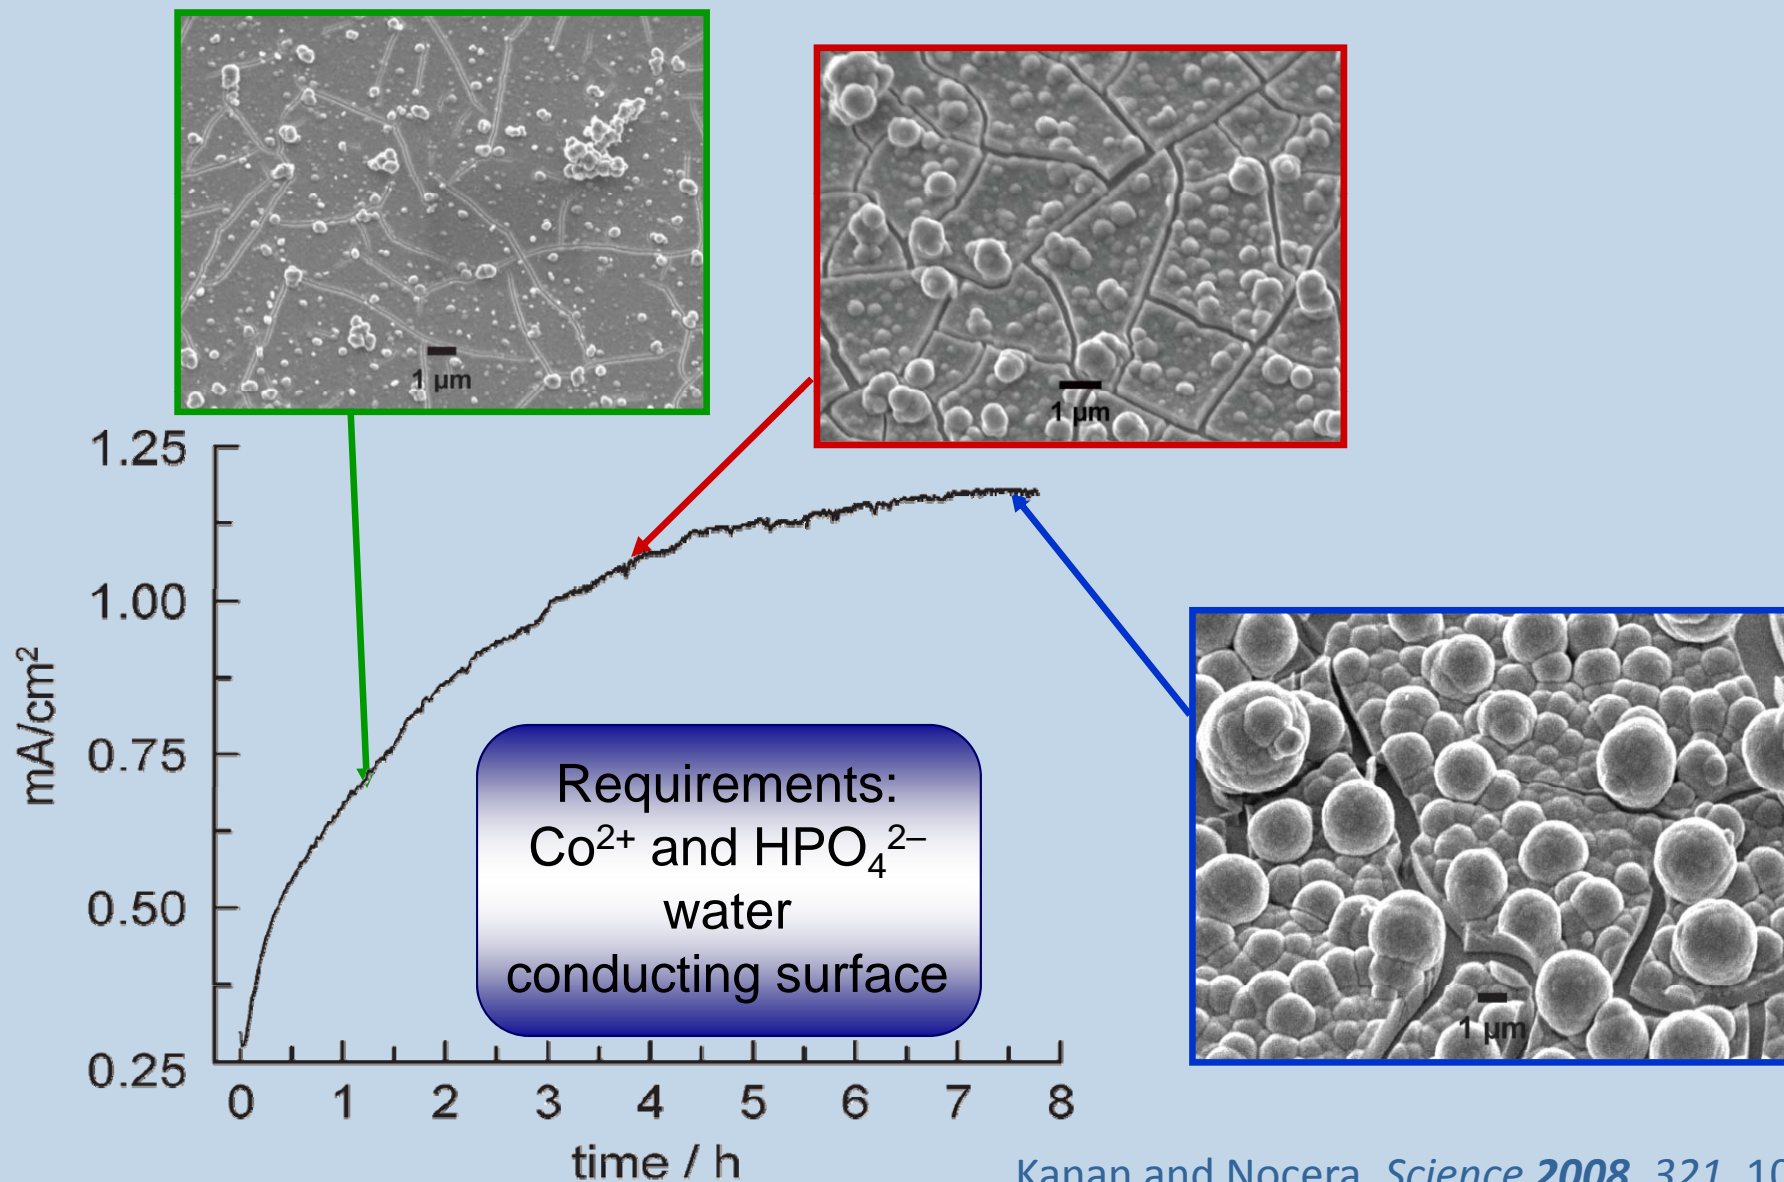 1 µm
1 µm
1.25
1.00
0.75
0.50
0.25
mA/cm²
0 1 2 3 4 5 6 7 8
time / h
Requirements:
Co²⁺ and HPO₄²⁻
water
conducting surface
1 µm
Kanan and Nocera Science 2008, 321, 10